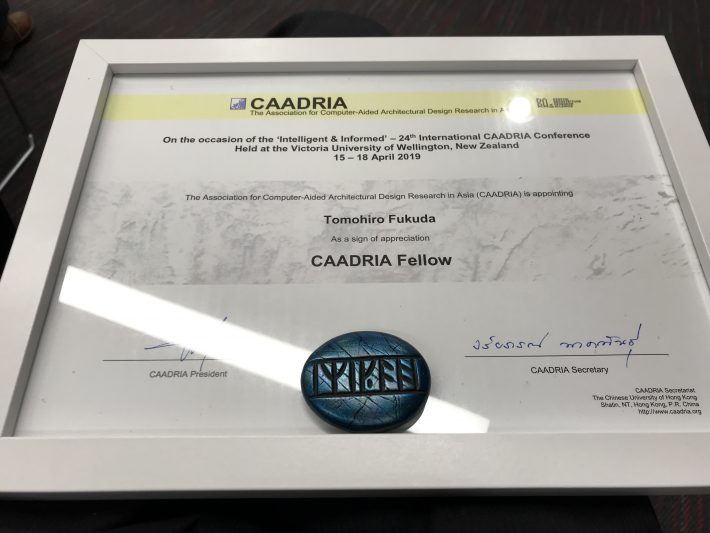 CAADRIA
The Association for Computer-Aided Architectural Design Research in
On the occasion of the ‘Intelligent & Informed’ – 24th International CAADRIA Conference
Held at the Victoria University of Wellington, New Zealand
15 – 18 April 2019
The Association for Computer-Aided Architectural Design Research in Asia (CAADRIA) is appointing
Tomohiro Fukuda
As a sign of appreciation
CAADRIA Fellow
CAADRIA President
CAADRIA Secretary
CAADRIA Secretariat
The Chinese University of Hong Kong
Shatin, NT, Hong Kong, P.R. China
http://www.caadria.org